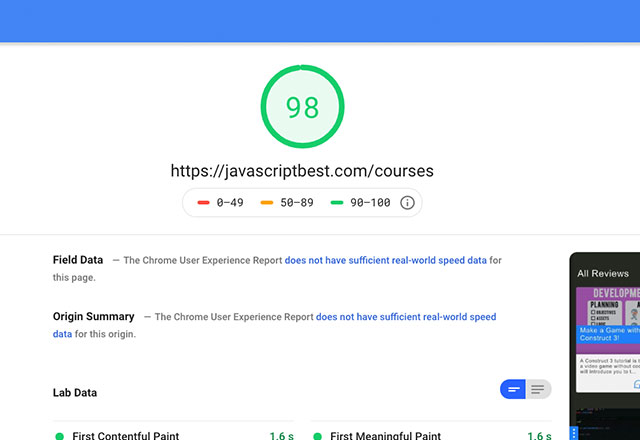 98
https://javascriptbest.com/courses
0–49 50–89 90–100
Field Data — The Chrome User Experience Report does not have sufficient real-world speed data for
this page.
Origin Summary — The Chrome User Experience Report does not have sufficient real-world speed
data for this origin.
Lab Data
First Contentful Paint 1.6 s
First Meaningful Paint 1.6 s
All Reviews
DEVELOPM
PLANNING
OBJECTIVES
ASSETS
Make a Game with
Construct 3!
A Construct 3 tutorial is
a video game without co
will introduce you to t...